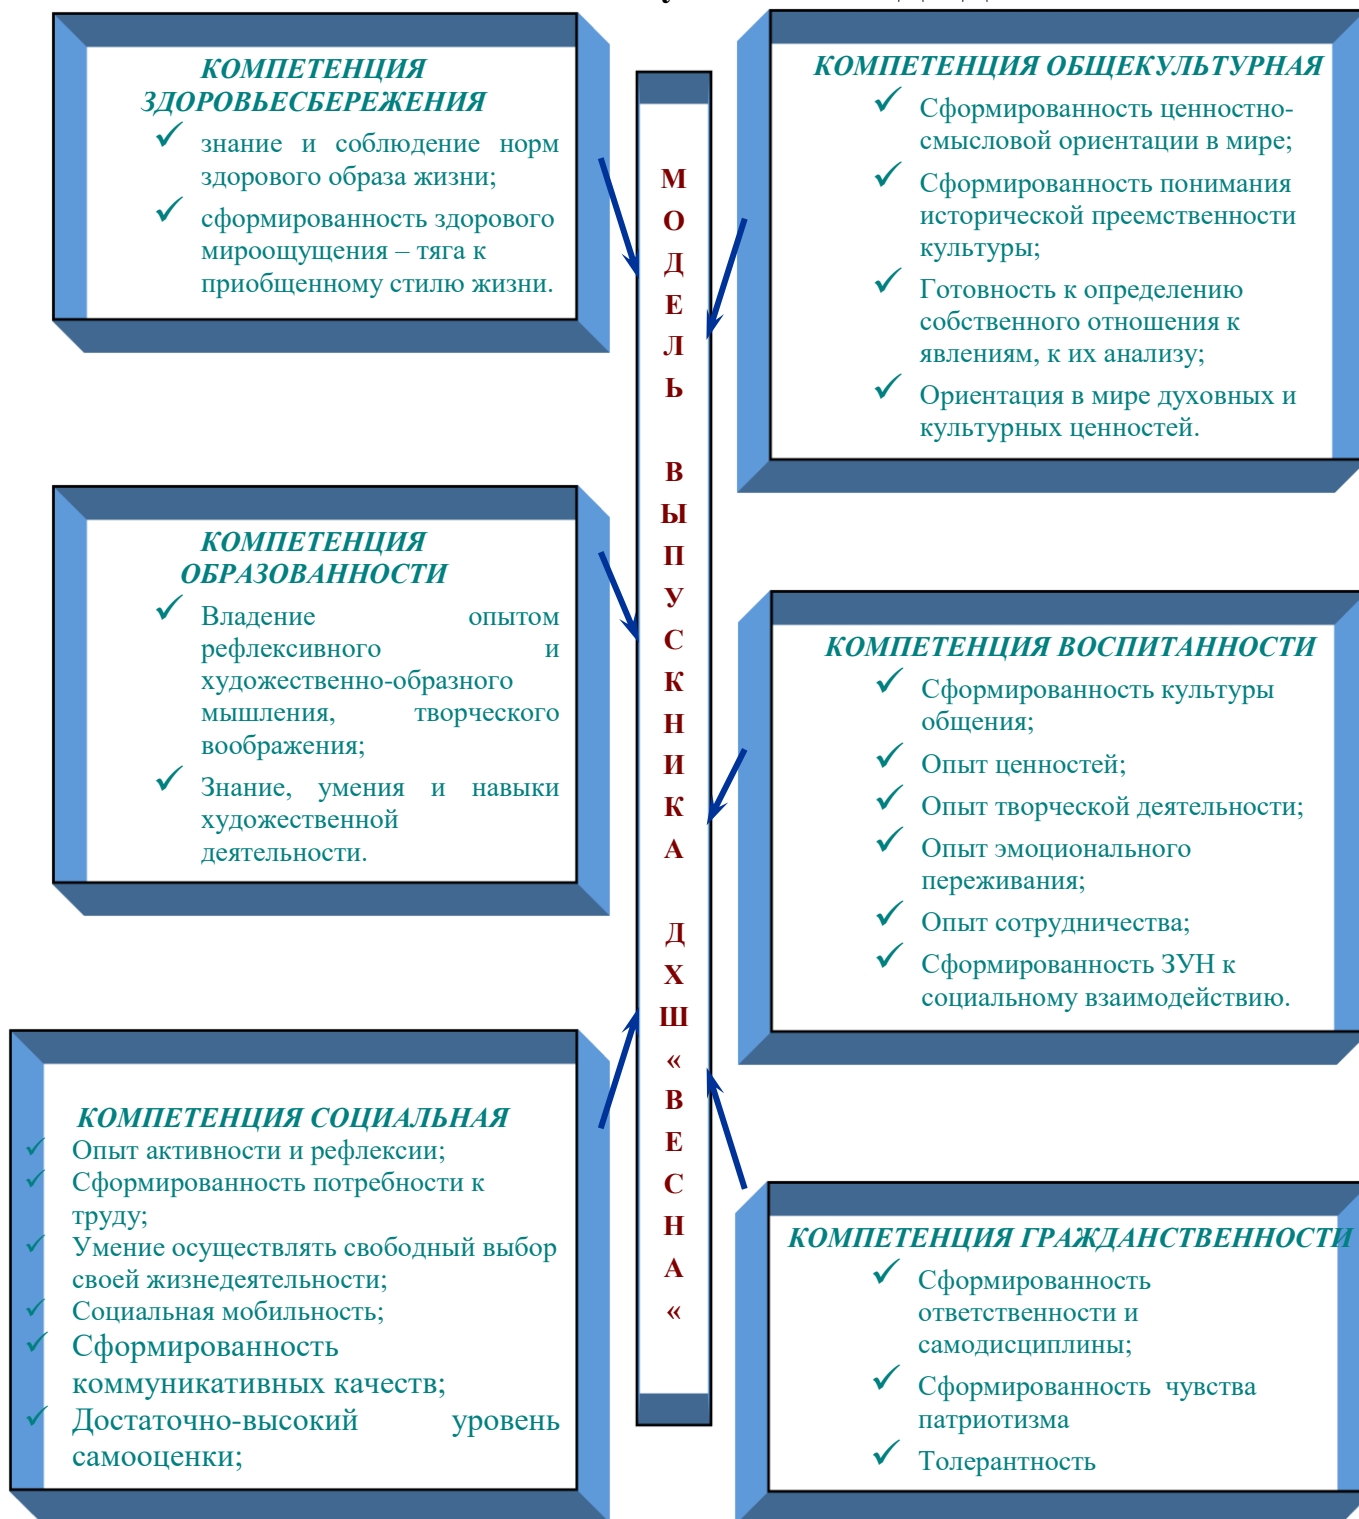 КОМПЕТЕНЦИЯ
ЗДОРОВЬЕСБЕРЕЖЕНИЯ
✓ знание и соблюдение норм
здорового образа жизни;
✓ сформированность здорового
мироощущения – тяга к
приобщенному стилю жизни.
КОМПЕТЕНЦИЯ ОБЩЕКУЛЬТУРНАЯ
✓ Сформированность ценностно-
смысловой ориентации в мире;
✓ Сформированность понимания
исторической преемственности
культуры;
✓ Готовность к определению
собственного отношения к
явлениям, к их анализу;
✓ Ориентация в мире духовных и
культурных ценностей.
МОДЕЛЬ ВЫПУСКНИКА ДХШ «ВЕСНА«
КОМПЕТЕНЦИЯ
ОБРАЗОВАННОСТИ
✓ Владение опытом
рефлексивного и
художественно-образного
мышления, творческого
воображения;
✓ Знание, умения и навыки
художественной
деятельности.
КОМПЕТЕНЦИЯ ВОСПИТАННОСТИ
✓ Сформированность культуры
общения;
✓ Опыт ценностей;
✓ Опыт творческой деятельности;
✓ Опыт эмоционального
переживания;
✓ Опыт сотрудничества;
✓ Сформированность ЗУН к
социальному взаимодействию.
КОМПЕТЕНЦИЯ СОЦИАЛЬНАЯ
✓ Опыт активности и рефлексии;
✓ Сформированность потребности к
труду;
✓ Умение осуществлять свободный выбор
своей жизнедеятельности;
✓ Социальная мобильность;
✓ Сформированность
коммуникативных качеств;
✓ Достаточно-высокий уровень
самооценки;
КОМПЕТЕНЦИЯ ГРАЖДАНСТВЕННОСТИ
✓ Сформированность
ответственности и
самодисциплины;
✓ Сформированность чувства
патриотизма
✓ Толерантность